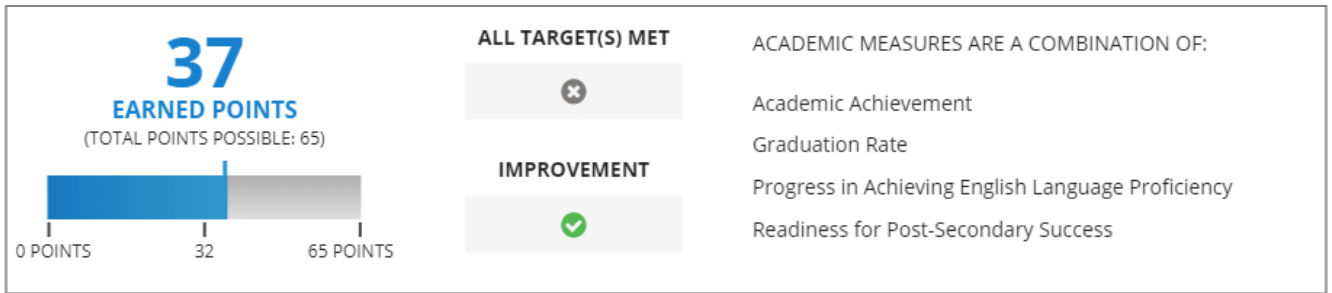 37
EARNED POINTS
(TOTAL POINTS POSSIBLE: 65)
0 POINTS
32
65 POINTS
ALL TARGET(S) MET
IMPROVEMENT
ACADEMIC MEASURES ARE A COMBINATION OF:
Academic Achievement
Graduation Rate
Progress in Achieving English Language Proficiency
Readiness for Post-Secondary Success